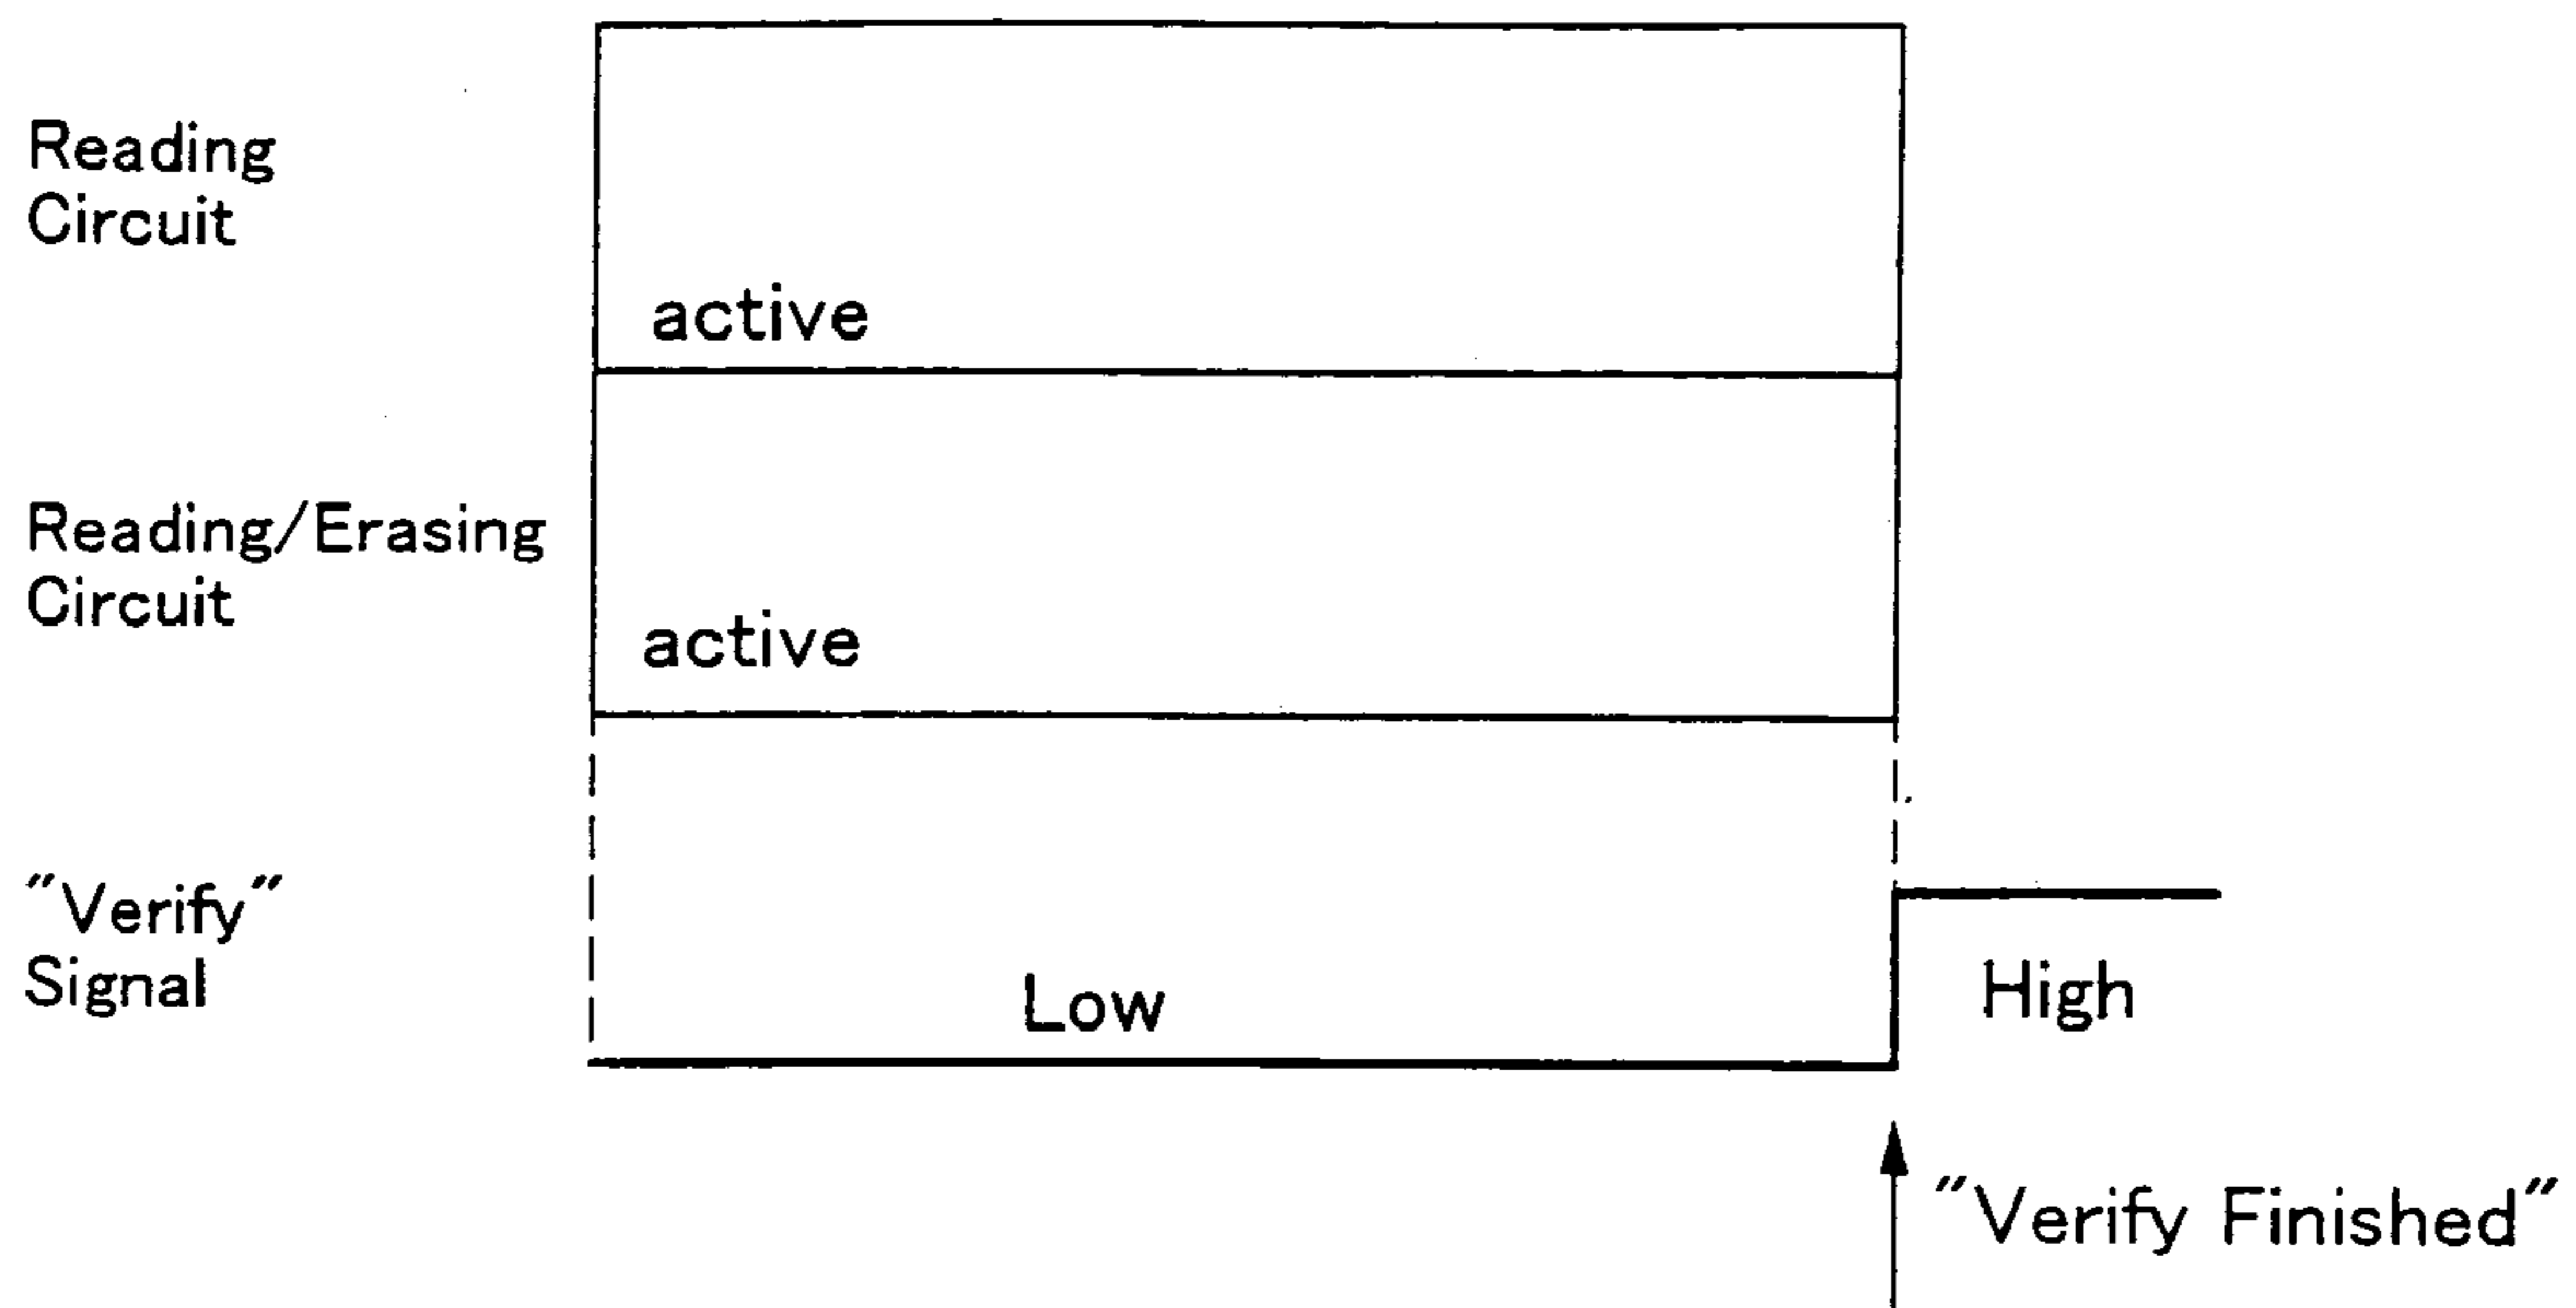 Reading
Circuit
active
Reading/Erasing
Circuit
active
"Verify"
Signal
Low
High
"Verify Finished"